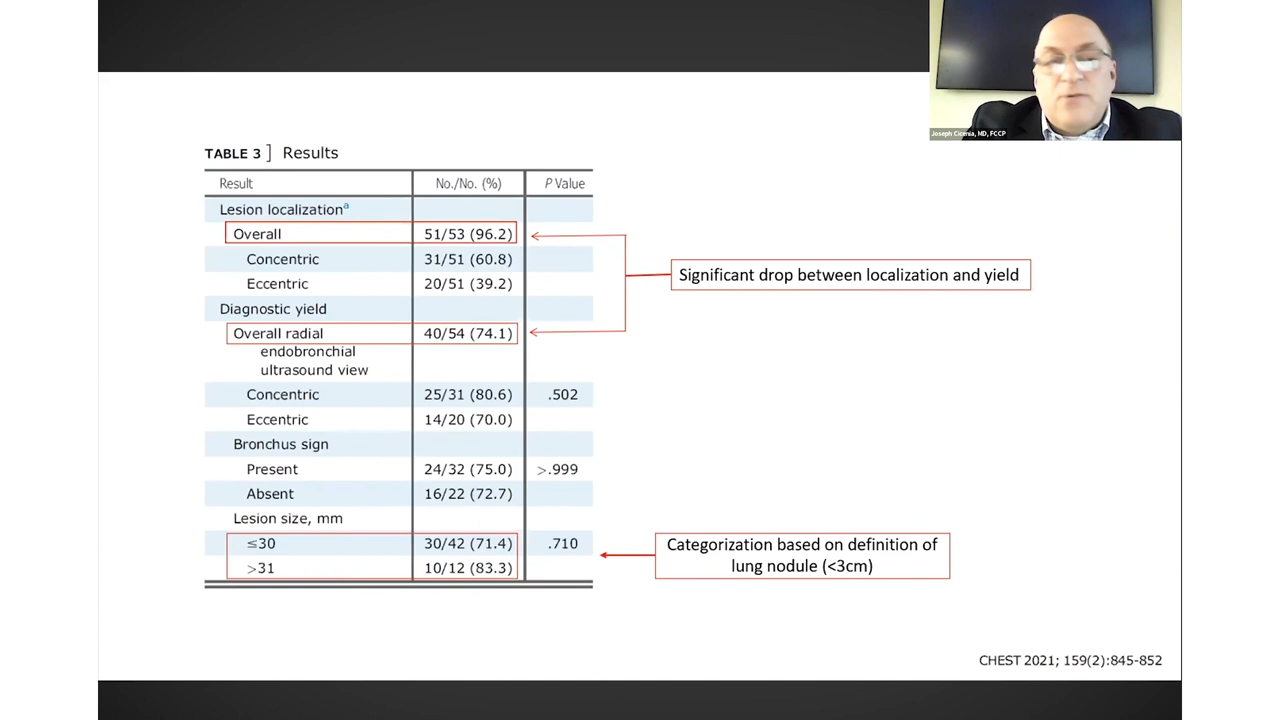 Joseph Cicenia, MD, FCCP
TABLE 3 ] Results
Result No./No. (%) P Value
Lesion localizationa
Overall 51/53 (96.2)
Concentric 31/51 (60.8)
Eccentric 20/51 (39.2)
Diagnostic yield
Overall radial 40/54 (74.1)
endobronchial
ultrasound view
Concentric 25/31 (80.6) .502
Eccentric 14/20 (70.0)
Bronchus sign
Present 24/32 (75.0) >.999
Absent 16/22 (72.7)
Lesion size, mm
≤30 30/42 (71.4) .710
>31 10/12 (83.3)
Significant drop between localization and yield
Categorization based on definition of
lung nodule (<3cm)
CHEST 2021; 159(2):845-852